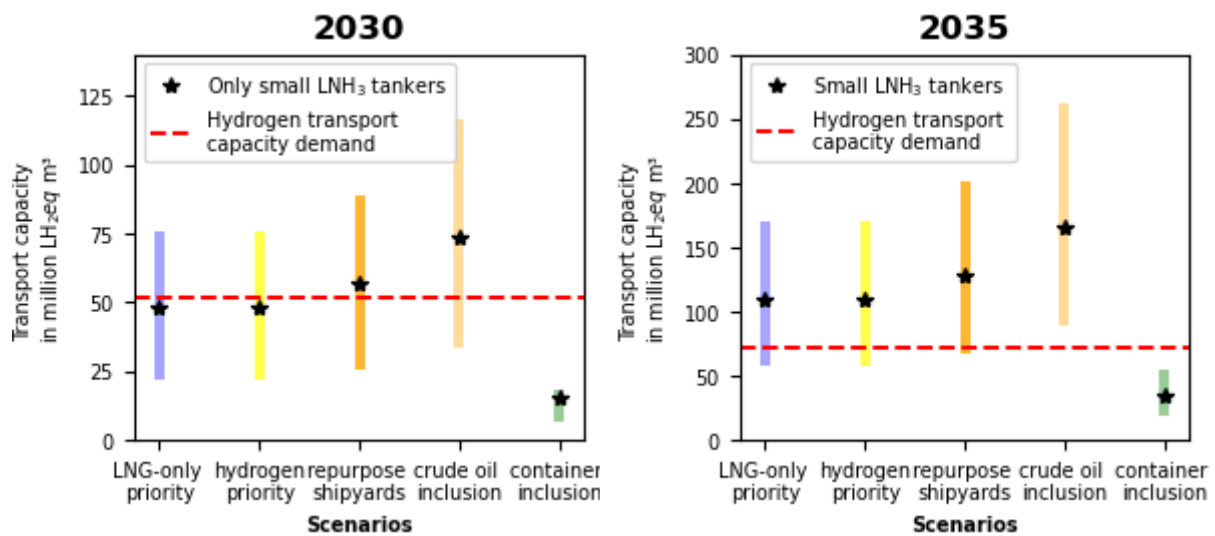 2030
Only small LNH₃ tankers
Hydrogen transport
capacity demand
Transport capacity
in million LH₂eq m³
125
100
75
50
25
0
LNG-only
priority
hydrogen
priority
repurpose
shipyards
crude oil
inclusion
container
inclusion
Scenarios
2035
Small LNH₃ tankers
Hydrogen transport
capacity demand
Transport capacity
in million LH₂eq m³
300
250
200
150
100
50
0
LNG-only
priority
hydrogen
priority
repurpose
shipyards
crude oil
inclusion
container
inclusion
Scenarios